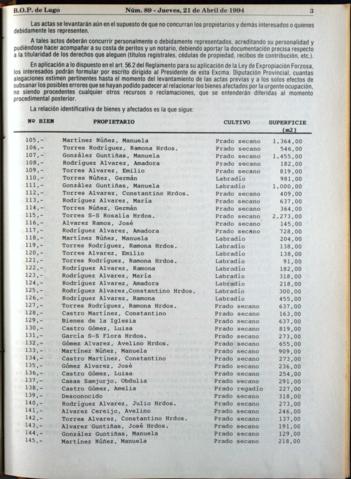 B.O.P. de Lugo Núm. 89 - Jueves, 21 de Abril de 1994 3
Las actas se levantarán aún en el supuesto de que no concurran los propietarios y demás interesados o quienes
debidamente les representen.
A tales actos deberán concurrir personalmente o debidamente representados, acreditando su personalidad y
pudiéndose hacer acompañar a su costa de peritos y un notario, debiendo aportar la documentación precisa respecto
a la titularidad de los derechos que aleguen (títulos registrales, cédulas de propiedad, recibos de contribución, etc.).
En aplicación a lo dispuesto en el art. 56.2 del Reglamento para su aplicación de la Ley de Expropiación Forzosa,
los interesados podrán formular por escrito dirigido al Presidente de esta Excma. Diputación Provincial, cuantas
alegaciones estimen pertinentes hasta el momento del levantamiento de las actas previas y a los solos efectos de
subsanar los posibles errores que se hayan podido padecer al relacionar los bienes afectados por la urgente ocupación,
no siendo procedentes cualquier otros recursos o reclamaciones, que se entenderán diferidas al momento
procedimental posterior.
La relación identificativa de bienes y afectados es la que sigue:
Nº BIEN PROPIETARIO CULTIVO SUPERFICIE
(m2)
105,- Martínez Núñez, Manuela Prado secano 1.364,00
106,- Torres Rodríguez, Ramona Hrdos. Prado secano 546,00
107,- González Guntiñas, Manuela Prado secano 1.455,00
108,- Rodríguez Alvarez, Amadora Prado secano 182,00
109,- Torres Alvarez, Emilio Prado secano 819,00
110,- Torres Núñez, Germán Labradío 981,00
111,- González Guntiñas, Manuela Labradío 1.000,00
112,- Torres Alvarez, Constantino Hrdos. Prado secano 409,00
113,- Rodríguez Alvarez, María Prado secano 637,00
114,- Torres Núñez, Germán Prado secano 364,00
115,- Torres S-S Rosalía Hrdos. Prado secano 2.273,00
116,- Alvarez Ramos, José Prado secano 145,00
117,- Rodríguez Alvarez, Amadora Prado secano 728,00
118,- Martínez Núñez, Manuela Labradío 204,00
119,- Torres Rodríguez, Ramona Hrdos. Labradío 138,00
120,- Torres Alvarez, Emilio Labradío 138,00
121,- Torres Rodríguez, Ramona Hrdos. Labradío 91,00
122,- Rodríguez Alvarez, Ramona Labradío 182,00
123,- Rodríguez Alvarez, María Labradío 318,00
124,- Rodríguez Alvarez, Amadora Labradío 218,00
125,- Rodríguez Alvarez,Constantino Hrdos. Labradío 300,00
126,- Rodríguez Alvarez, Ramona Labradío 455,00
127,- Torres Rodríguez, Ramona Hrdos. Prado secano 637,00
128,- Castro Martínez, Constantino Prado secano 163,00
129,- Bienes de la Iglesia Prado secano 637,00
130,- Castro Gómez, Luisa Prado secano 819,00
131,- García S-S Flora Hrdos. Prado secano 273,00
132,- Gómez Alvarez, Avelino Hrdos. Prado secano 655,00
133,- Martínez Núñez, Manuela Prado secano 909,00
134,- Castro Martínez, Constantino Prado secano 273,00
135,- Gómez Alvarez, José Prado secano 236,00
136,- Castro Gómez, Luisa Prado secano 254,00
137,- Casas Samjurjo, Obdulia Prado secano 291,00
138,- Castro Gómez, Amelia Prado regadío 227,00
139,- Desconocido Prado secano 318,00
140,- Rodríguez Alvarez, Julio Hrdos. Prado secano 273,00
141,- Alvarez Cereijo, Avelino Prado secano 246,00
142,- Torres Alvarez, Constantino Hrdos. Prado secano 137,00
143,- Alvarez Guntiñas, José Hrdos. Prado secano 191,00
144,- González Guntiñas, Manuela Prado secano 129,00
145,- Martínez Núñez, Manuela Prado secano 218,00